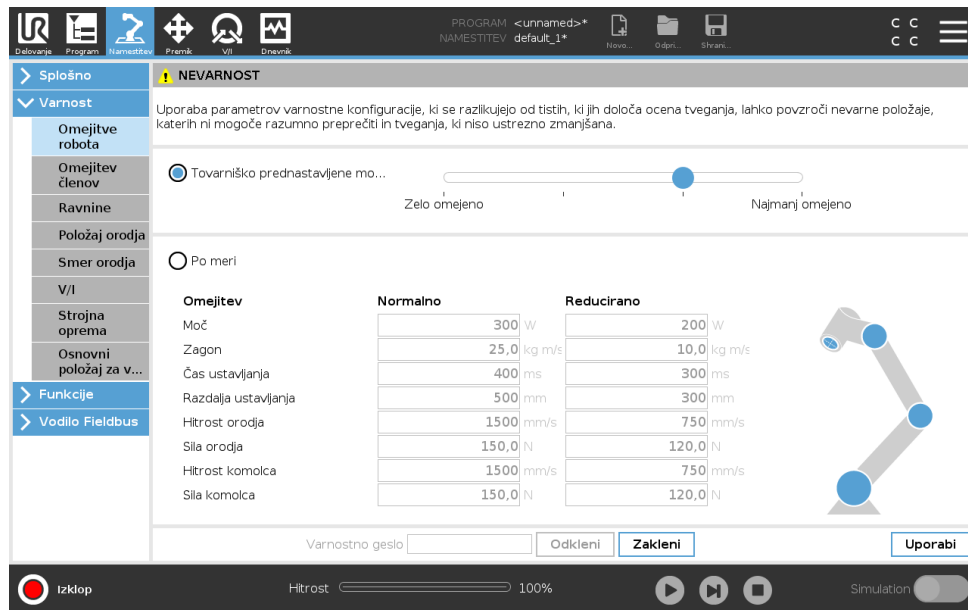 PROGRAM <unnamed>*
NAMESTITEV default_1*
UR
Delovanje
Program
Namestitev
Premik
V/I
Dnevnik
Novo...
Odpri...
Shrani...
C C
C C
Splošno
Varnost
Omejitve
robota
Omejitev
členov
Ravnine
Položaj orodja
Smer orodja
V/I
Strojna
oprema
Osnovni
položaj za v...
Funkcije
Vodilo Fieldbus
NEVARNOST
Uporaba parametrov varnostne konfiguracije, ki se razlikujejo od tistih, ki jih določa ocena tveganja, lahko povzroči nevarne položaje,
katerih ni mogoče razumno preprečiti in tveganja, ki niso ustrezno zmanjšana.
Tovarniško prednastavljene mo...
Zelo omejeno
Najmanj omejeno
Po meri
Omejitev Normalno Reducirano
Moč 300 W 200 W
Zagon 25,0 kg m/s 10,0 kg m/s
Čas ustavljanja 400 ms 300 ms
Razdalja ustavljanja 500 mm 300 mm
Hitrost orodja 1500 mm/s 750 mm/s
Sila orodja 150,0 N 120,0 N
Hitrost komolca 1500 mm/s 750 mm/s
Sila komolca 150,0 N 120,0 N
Varnostno geslo Odkleni Zakleni Uporabi
Izklop Hitrost 100% Simulation